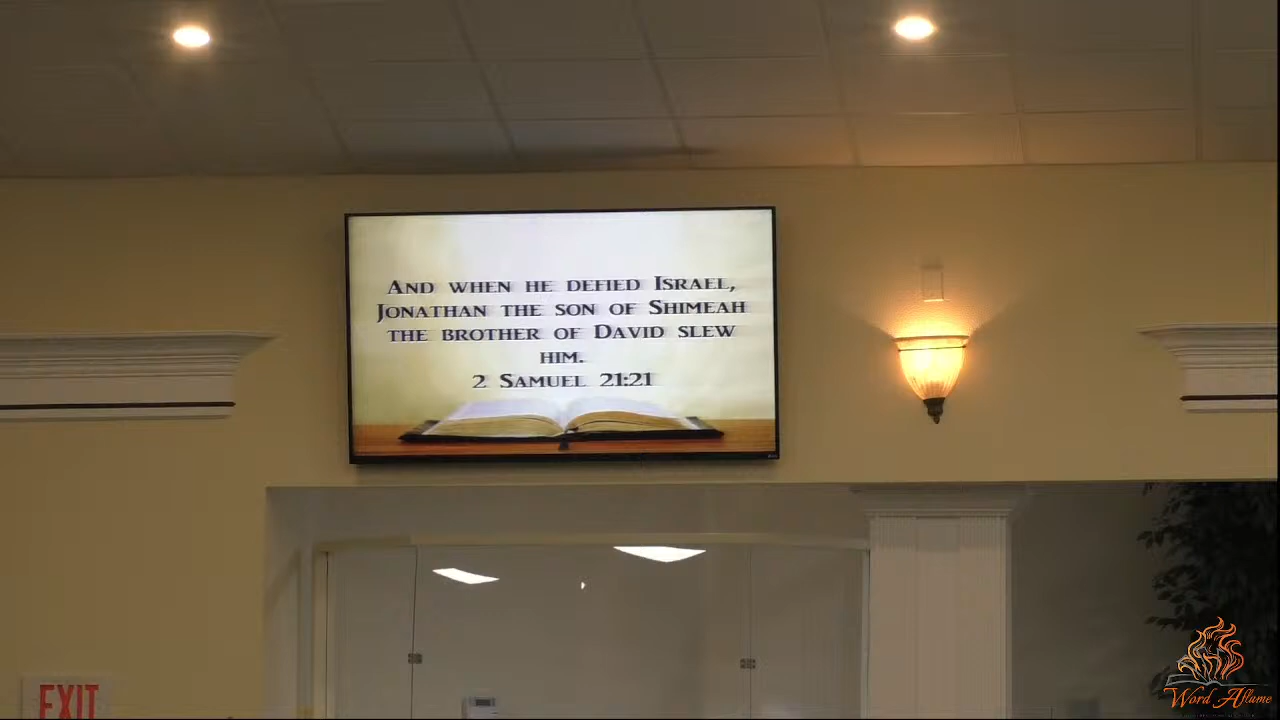 And when he defied Israel,
Jonathan the son of Shimeah
the brother of David slew
him.
2 Samuel 21:21
EXIT
Word Aflame